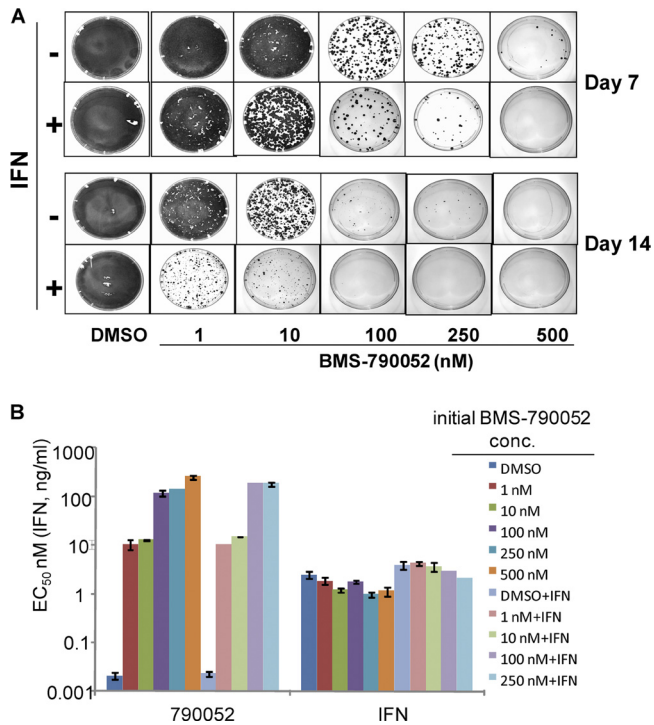 A
IFN
-
+
Day 7
-
+
Day 14
DMSO 1 10 100 250 500
BMS-790052 (nM)
B
initial BMS-790052
conc.
EC50 nM (IFN, ng/ml)
1000
100
10
1
0.1
0.001
790052 IFN
DMSO
1 nM
10 nM
100 nM
250 nM
500 nM
DMSO+IFN
1 nM+IFN
10 nM+IFN
100 nM+IFN
250 nM+IFN